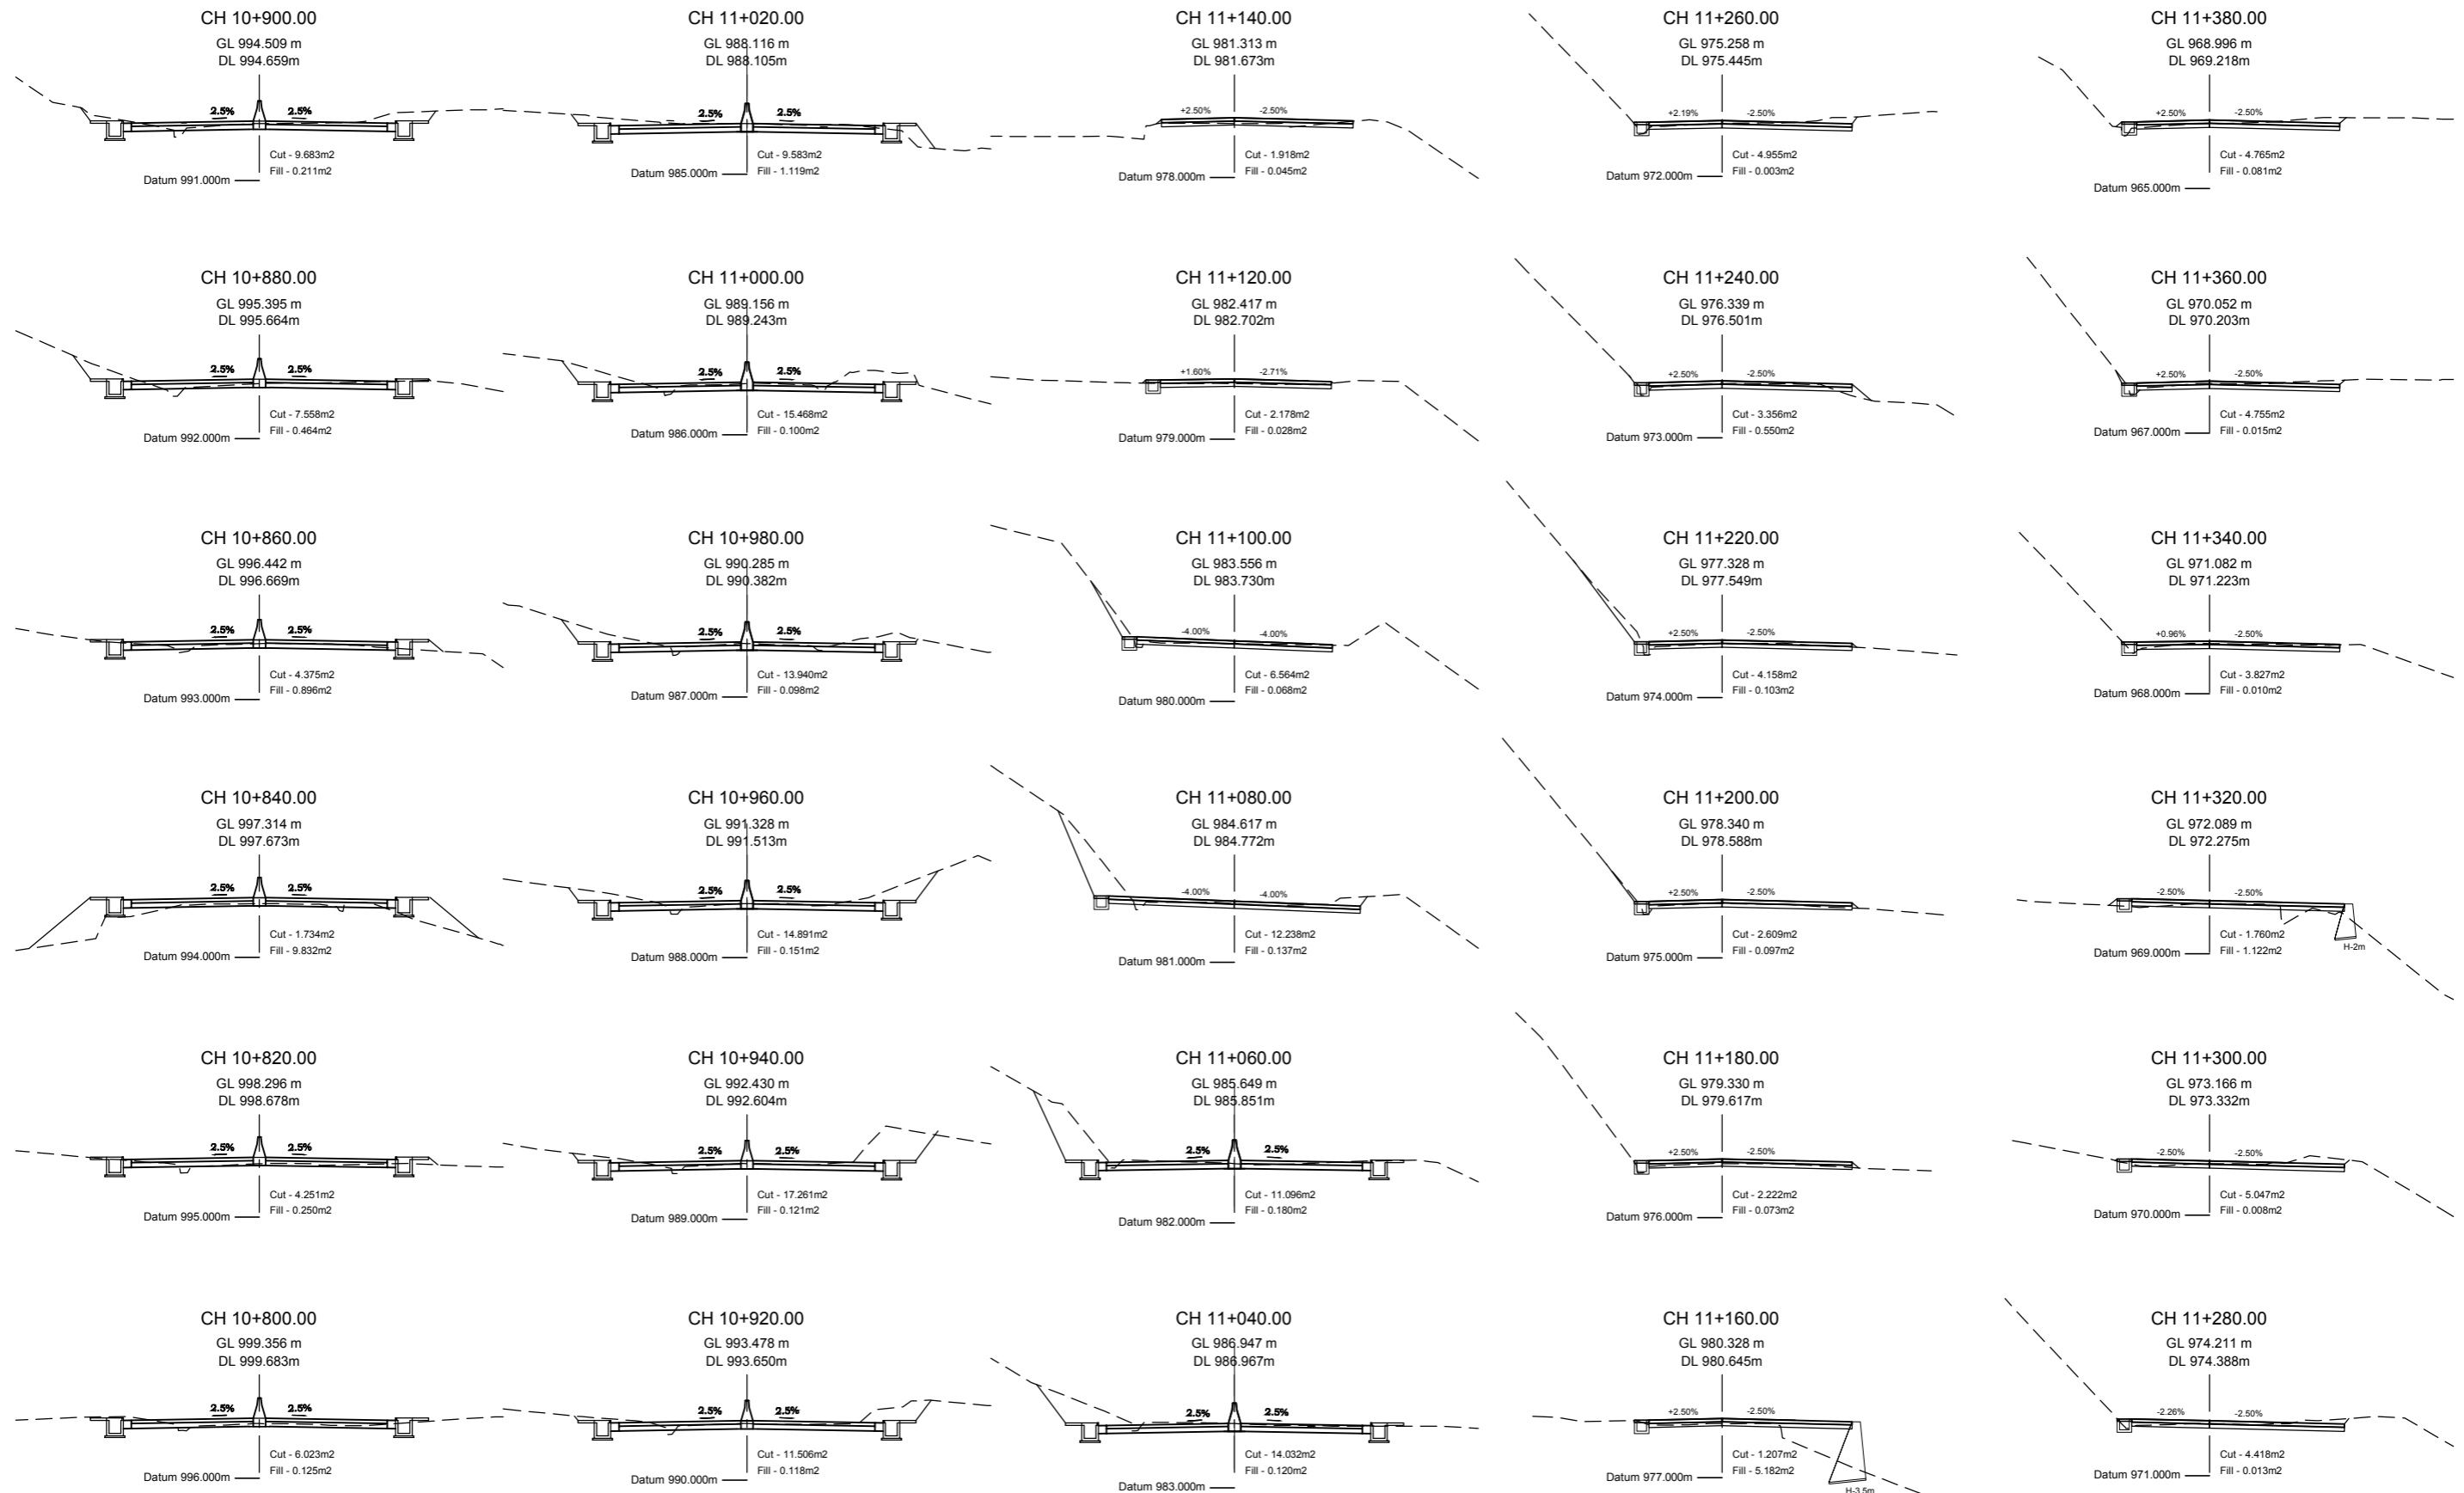 CH 10+900.00
GL 994.509 m
DL 994.659m
2.5% 2.5%
Cut - 9.683m2
Fill - 0.211m2
Datum 991.000m
CH 11+020.00
GL 988.116 m
DL 988.105m
2.5% 2.5%
Cut - 9.583m2
Fill - 1.119m2
Datum 985.000m
CH 11+140.00
GL 981.313 m
DL 981.673m
+2.50% -2.50%
Cut - 1.918m2
Fill - 0.045m2
Datum 978.000m
CH 11+260.00
GL 975.258 m
DL 975.445m
+2.19% -2.50%
Cut - 4.955m2
Fill - 0.003m2
Datum 972.000m
CH 11+380.00
GL 968.996 m
DL 969.218m
+2.50% -2.50%
Cut - 4.765m2
Fill - 0.081m2
Datum 965.000m
CH 10+880.00
GL 995.395 m
DL 995.664m
2.5% 2.5%
Cut - 7.558m2
Fill - 0.464m2
Datum 992.000m
CH 11+000.00
GL 989.156 m
DL 989.243m
2.5% 2.5%
Cut - 15.468m2
Fill - 0.100m2
Datum 986.000m
CH 11+120.00
GL 982.417 m
DL 982.702m
+1.60% -2.71%
Cut - 2.178m2
Fill - 0.028m2
Datum 979.000m
CH 11+240.00
GL 976.339 m
DL 976.501m
+2.50% -2.50%
Cut - 3.356m2
Fill - 0.550m2
Datum 973.000m
CH 11+360.00
GL 970.052 m
DL 970.203m
+2.50% -2.50%
Cut - 4.755m2
Fill - 0.015m2
Datum 967.000m
CH 10+860.00
GL 996.442 m
DL 996.669m
2.5% 2.5%
Cut - 4.375m2
Fill - 0.896m2
Datum 993.000m
CH 10+980.00
GL 990.285 m
DL 990.382m
2.5% 2.5%
Cut - 13.940m2
Fill - 0.098m2
Datum 987.000m
CH 11+100.00
GL 983.556 m
DL 983.730m
-4.00% -4.00%
Cut - 6.564m2
Fill - 0.068m2
Datum 980.000m
CH 11+220.00
GL 977.328 m
DL 977.549m
+2.50% -2.50%
Cut - 4.158m2
Fill - 0.103m2
Datum 974.000m
CH 11+340.00
GL 971.082 m
DL 971.223m
+0.96% -2.50%
Cut - 3.827m2
Fill - 0.010m2
Datum 968.000m
CH 10+840.00
GL 997.314 m
DL 997.673m
2.5% 2.5%
Cut - 1.734m2
Fill - 9.832m2
Datum 994.000m
CH 10+960.00
GL 991.328 m
DL 991.513m
2.5% 2.5%
Cut - 14.891m2
Fill - 0.151m2
Datum 988.000m
CH 11+080.00
GL 984.617 m
DL 984.772m
-4.00% -4.00%
Cut - 12.238m2
Fill - 0.137m2
Datum 981.000m
CH 11+200.00
GL 978.340 m
DL 978.588m
+2.50% -2.50%
Cut - 2.609m2
Fill - 0.097m2
Datum 975.000m
CH 11+320.00
GL 972.089 m
DL 972.275m
-2.50% -2.50%
Cut - 1.760m2
Fill - 1.122m2
H-2m
Datum 969.000m
CH 10+820.00
GL 998.296 m
DL 998.678m
2.5% 2.5%
Cut - 4.251m2
Fill - 0.250m2
Datum 995.000m
CH 10+940.00
GL 992.430 m
DL 992.604m
2.5% 2.5%
Cut - 17.261m2
Fill - 0.121m2
Datum 989.000m
CH 11+060.00
GL 985.649 m
DL 985.851m
2.5% 2.5%
Cut - 11.096m2
Fill - 0.180m2
Datum 982.000m
CH 11+180.00
GL 979.330 m
DL 979.617m
+2.50% -2.50%
Cut - 2.222m2
Fill - 0.073m2
Datum 976.000m
CH 11+300.00
GL 973.166 m
DL 973.332m
-2.50% -2.50%
Cut - 5.047m2
Fill - 0.008m2
Datum 970.000m
CH 10+800.00
GL 999.356 m
DL 999.683m
2.5% 2.5%
Cut - 6.023m2
Fill - 0.125m2
Datum 996.000m
CH 10+920.00
GL 993.478 m
DL 993.650m
2.5% 2.5%
Cut - 11.506m2
Fill - 0.118m2
Datum 990.000m
CH 11+040.00
GL 986.947 m
DL 986.967m
2.5% 2.5%
Cut - 14.032m2
Fill - 0.120m2
Datum 983.000m
CH 11+160.00
GL 980.328 m
DL 980.645m
+2.50% -2.50%
Cut - 1.207m2
Fill - 5.182m2
Datum 977.000m
H-3.5m
CH 11+280.00
GL 974.211 m
DL 974.388m
-2.26% -2.50%
Cut - 4.418m2
Fill - 0.013m2
Datum 971.000m